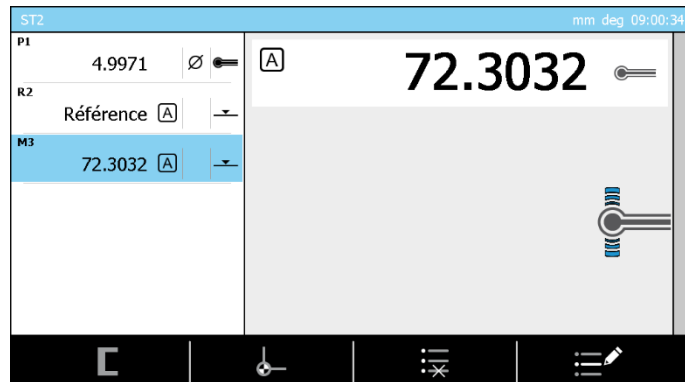 ST2 mm deg 09:00:34
P1
4.9971 Ø
R2
Référence A
M3
72.3032 A
A 72.3032